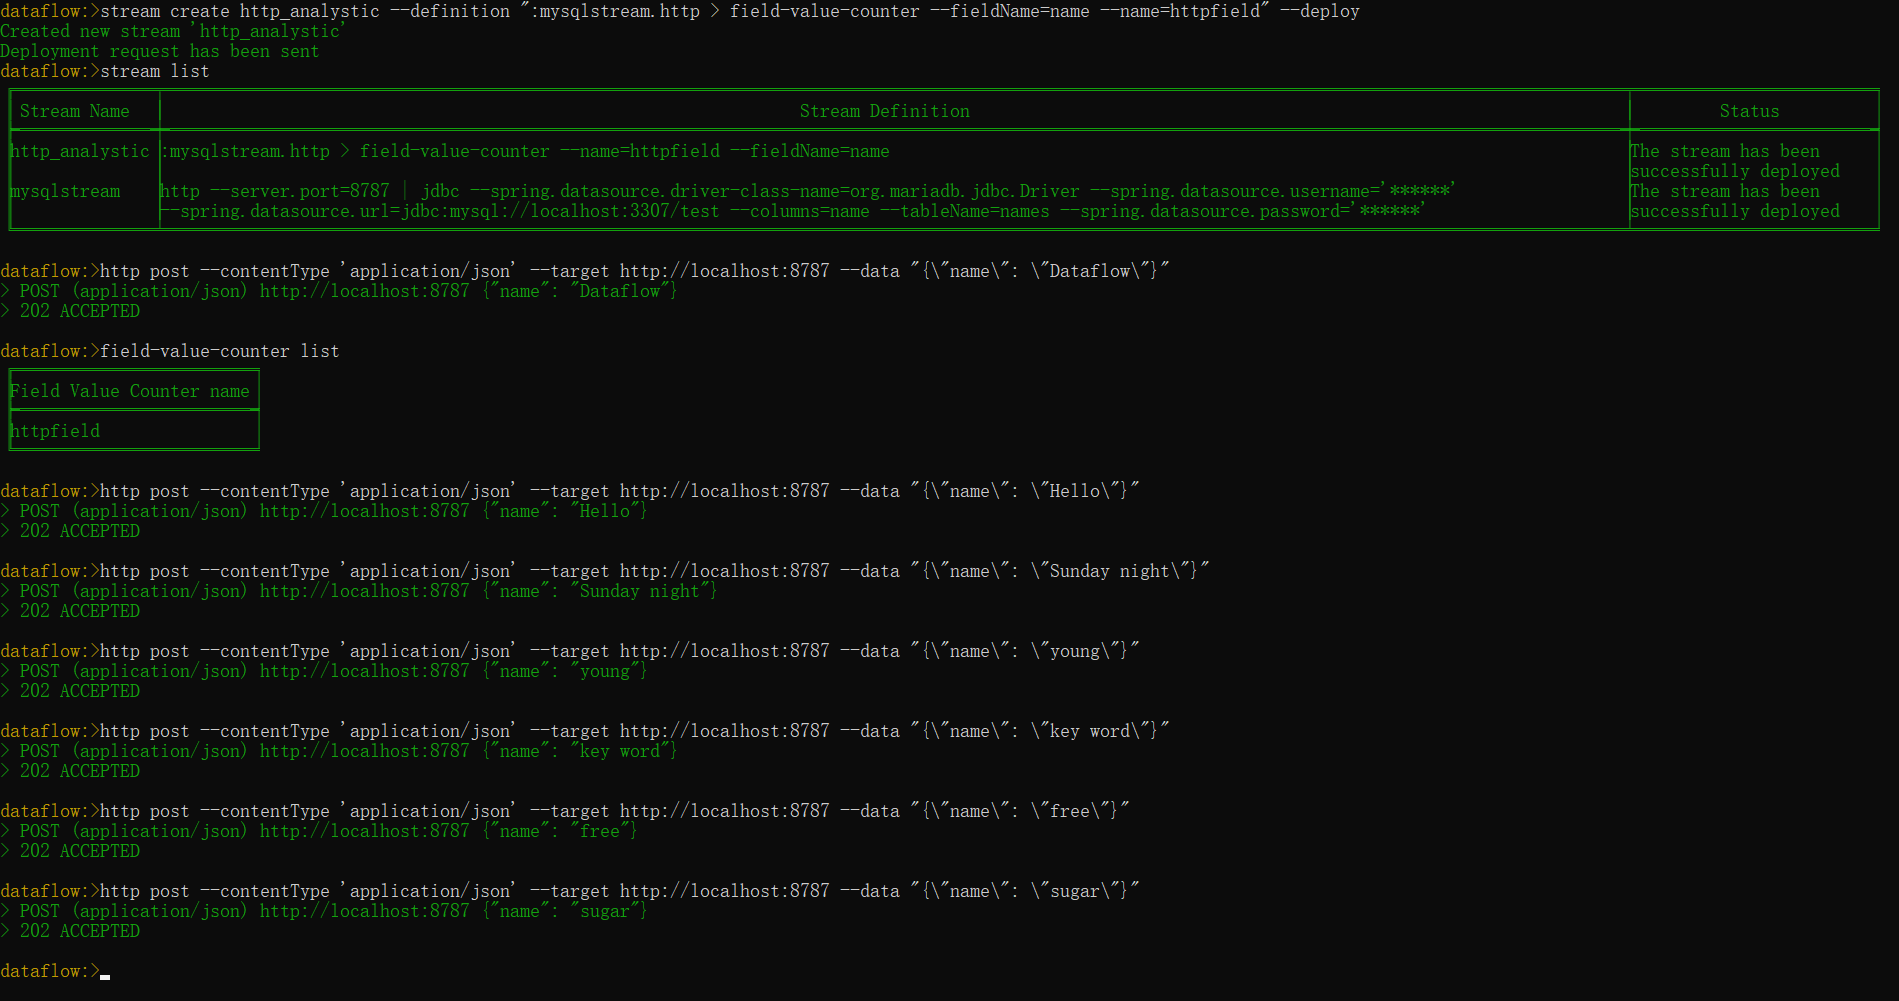 dataflow:>stream create http_analystic --definition ":mysqlstream.http > field-value-counter --fieldName=name --name=httpfield" --deploy
Created new stream 'http_analystic'
Deployment request has been sent
dataflow:>stream list
Stream Name Stream Definition Status
http_analystic :mysqlstream.http > field-value-counter --name=httpfield --fieldName=name The stream has been
successfully deployed
mysqlstream http --server.port=8787 | jdbc --spring.datasource.driver-class-name=org.mariadb.jdbc.Driver --spring.datasource.username='******' The stream has been
--spring.datasource.url=jdbc:mysql://localhost:3307/test --columns=name --tableName=names --spring.datasource.password='******' successfully deployed
dataflow:>http post --contentType 'application/json' --target http://localhost:8787 --data "{\"name\": \"Dataflow\"}"
> POST (application/json) http://localhost:8787 {"name": "Dataflow"}
> 202 ACCEPTED
dataflow:>field-value-counter list
Field Value Counter name
httpfield
dataflow:>http post --contentType 'application/json' --target http://localhost:8787 --data "{\"name\": \"Hello\"}"
> POST (application/json) http://localhost:8787 {"name": "Hello"}
> 202 ACCEPTED
dataflow:>http post --contentType 'application/json' --target http://localhost:8787 --data "{\"name\": \"Sunday night\"}"
> POST (application/json) http://localhost:8787 {"name": "Sunday night"}
> 202 ACCEPTED
dataflow:>http post --contentType 'application/json' --target http://localhost:8787 --data "{\"name\": \"young\"}"
> POST (application/json) http://localhost:8787 {"name": "young"}
> 202 ACCEPTED
dataflow:>http post --contentType 'application/json' --target http://localhost:8787 --data "{\"name\": \"key word\"}"
> POST (application/json) http://localhost:8787 {"name": "key word"}
> 202 ACCEPTED
dataflow:>http post --contentType 'application/json' --target http://localhost:8787 --data "{\"name\": \"free\"}"
> POST (application/json) http://localhost:8787 {"name": "free"}
> 202 ACCEPTED
dataflow:>http post --contentType 'application/json' --target http://localhost:8787 --data "{\"name\": \"sugar\"}"
> POST (application/json) http://localhost:8787 {"name": "sugar"}
> 202 ACCEPTED
dataflow:>